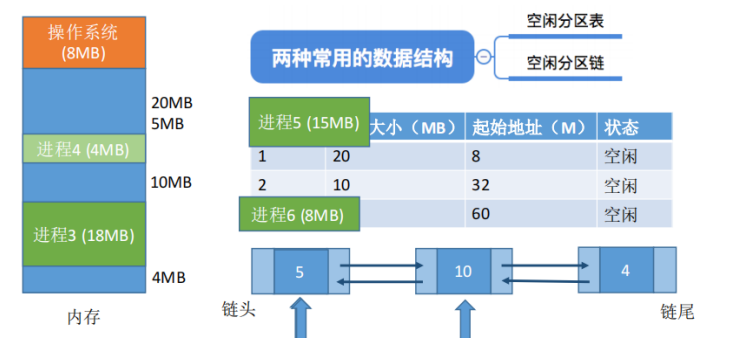 操作系统
(8MB)
20MB
5MB
进程4 (4MB)
10MB
进程3 (18MB)
4MB
内存
两种常用的数据结构
空闲分区表
空闲分区链
进程5 (15MB)
大小（MB） 起始地址（M） 状态
1 20 8 空闲
2 10 32 空闲
进程6 (8MB) 60 空闲
5 10 4
链头
链尾